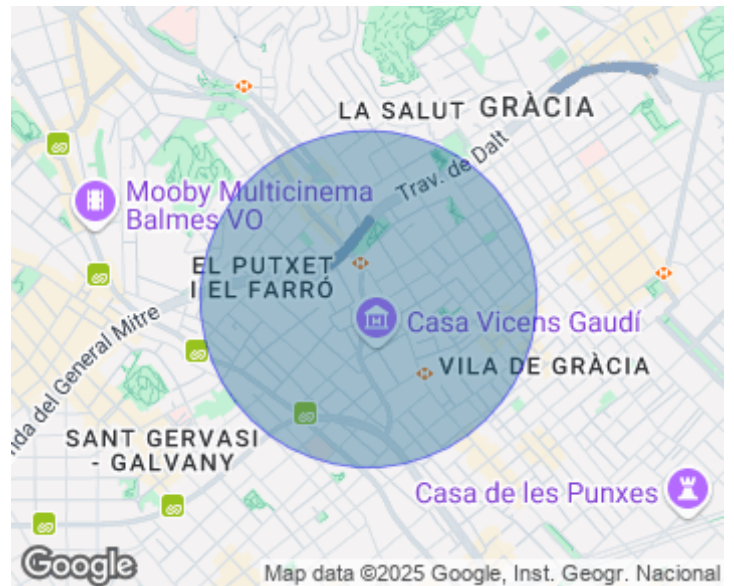 LA SALUT
GRÀCIA
Trav. de Dalt
Mooby Multicinema
Balmes VO
EL PUTXET
I EL FARRÓ
Casa Vicens Gaudí
nda del General Mitre
VILA DE GRÀCIA
SANT GERVASI
- GALVANY
Casa de les Punxes
Google
Map data ©2025 Google, Inst. Geogr. Nacional